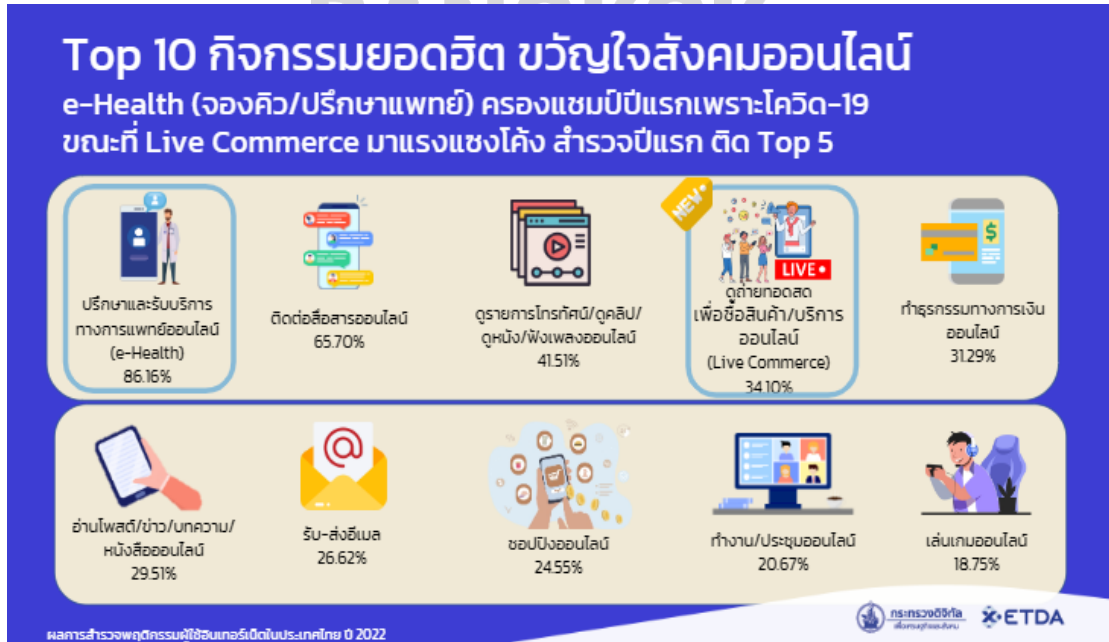 Top 10 กิจกรรมยอดฮิต ขวัญใจสังคมออนไลน์
e-Health (จองคิว/ปรึกษาแพทย์) ครองแชมป์ปีแรกเพราะโควิด-19
ขณะที่ Live Commerce มาแรงแซงโค้ง สำรวจปีแรก ติด Top 5
ปรึกษาและรับบริการ
ทางการแพทย์ออนไลน์
(e-Health)
86.16%
ติดต่อสื่อสารออนไลน์
65.70%
ดูรายการโทรทัศน์/ดูคลิป/
ดูหนัง/ฟังเพลงออนไลน์
41.51%
NEW
LIVE
ดูถ่ายทอดสด
เพื่อซื้อสินค้า/บริการ
ออนไลน์
(Live Commerce)
34.10%
ทำธุรกรรมทางการเงิน
ออนไลน์
31.29%
อ่านโพสต์/ข่าว/บทความ/
หนังสือออนไลน์
29.51%
รับ-ส่งอีเมล
26.62%
ชอปปิงออนไลน์
24.55%
ทำงาน/ประชุมออนไลน์
20.67%
เล่นเกมออนไลน์
18.75%
ผลการสำรวจพฤติกรรมผู้ใช้อินเทอร์เน็ตในประเทศไทย ปี 2022
กระทรวงดิจิทัล
เพื่อเศรษฐกิจและสังคม
ETDA